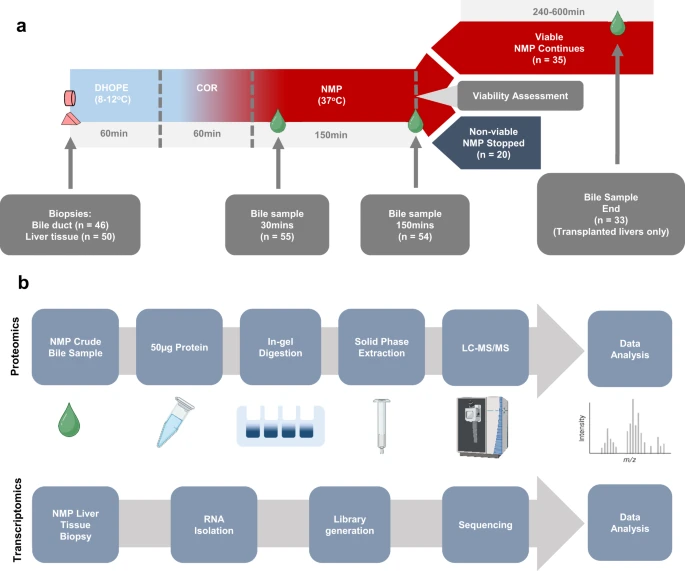 a
240-600min
Viable
NMP Continues
(n = 35)
DHOPE
(8-12ºC)
COR
NMP
(37ºC)
Viability Assessment
60min
60min
150min
Non-viable
NMP Stopped
(n = 20)
Biopsies:
Bile duct (n = 46)
Liver tissue (n = 50)
Bile sample
30mins
(n = 55)
Bile sample
150mins
(n = 54)
Bile Sample
End
(n = 33)
(Transplanted livers only)
b
Proteomics
NMP Crude
Bile Sample
50µg Protein
In-gel
Digestion
Solid Phase
Extraction
LC-MS/MS
Data
Analysis
Intensity
m/z
Transcriptomics
NMP Liver
Tissue
Biopsy
RNA
Isolation
Library
generation
Sequencing
Data
Analysis